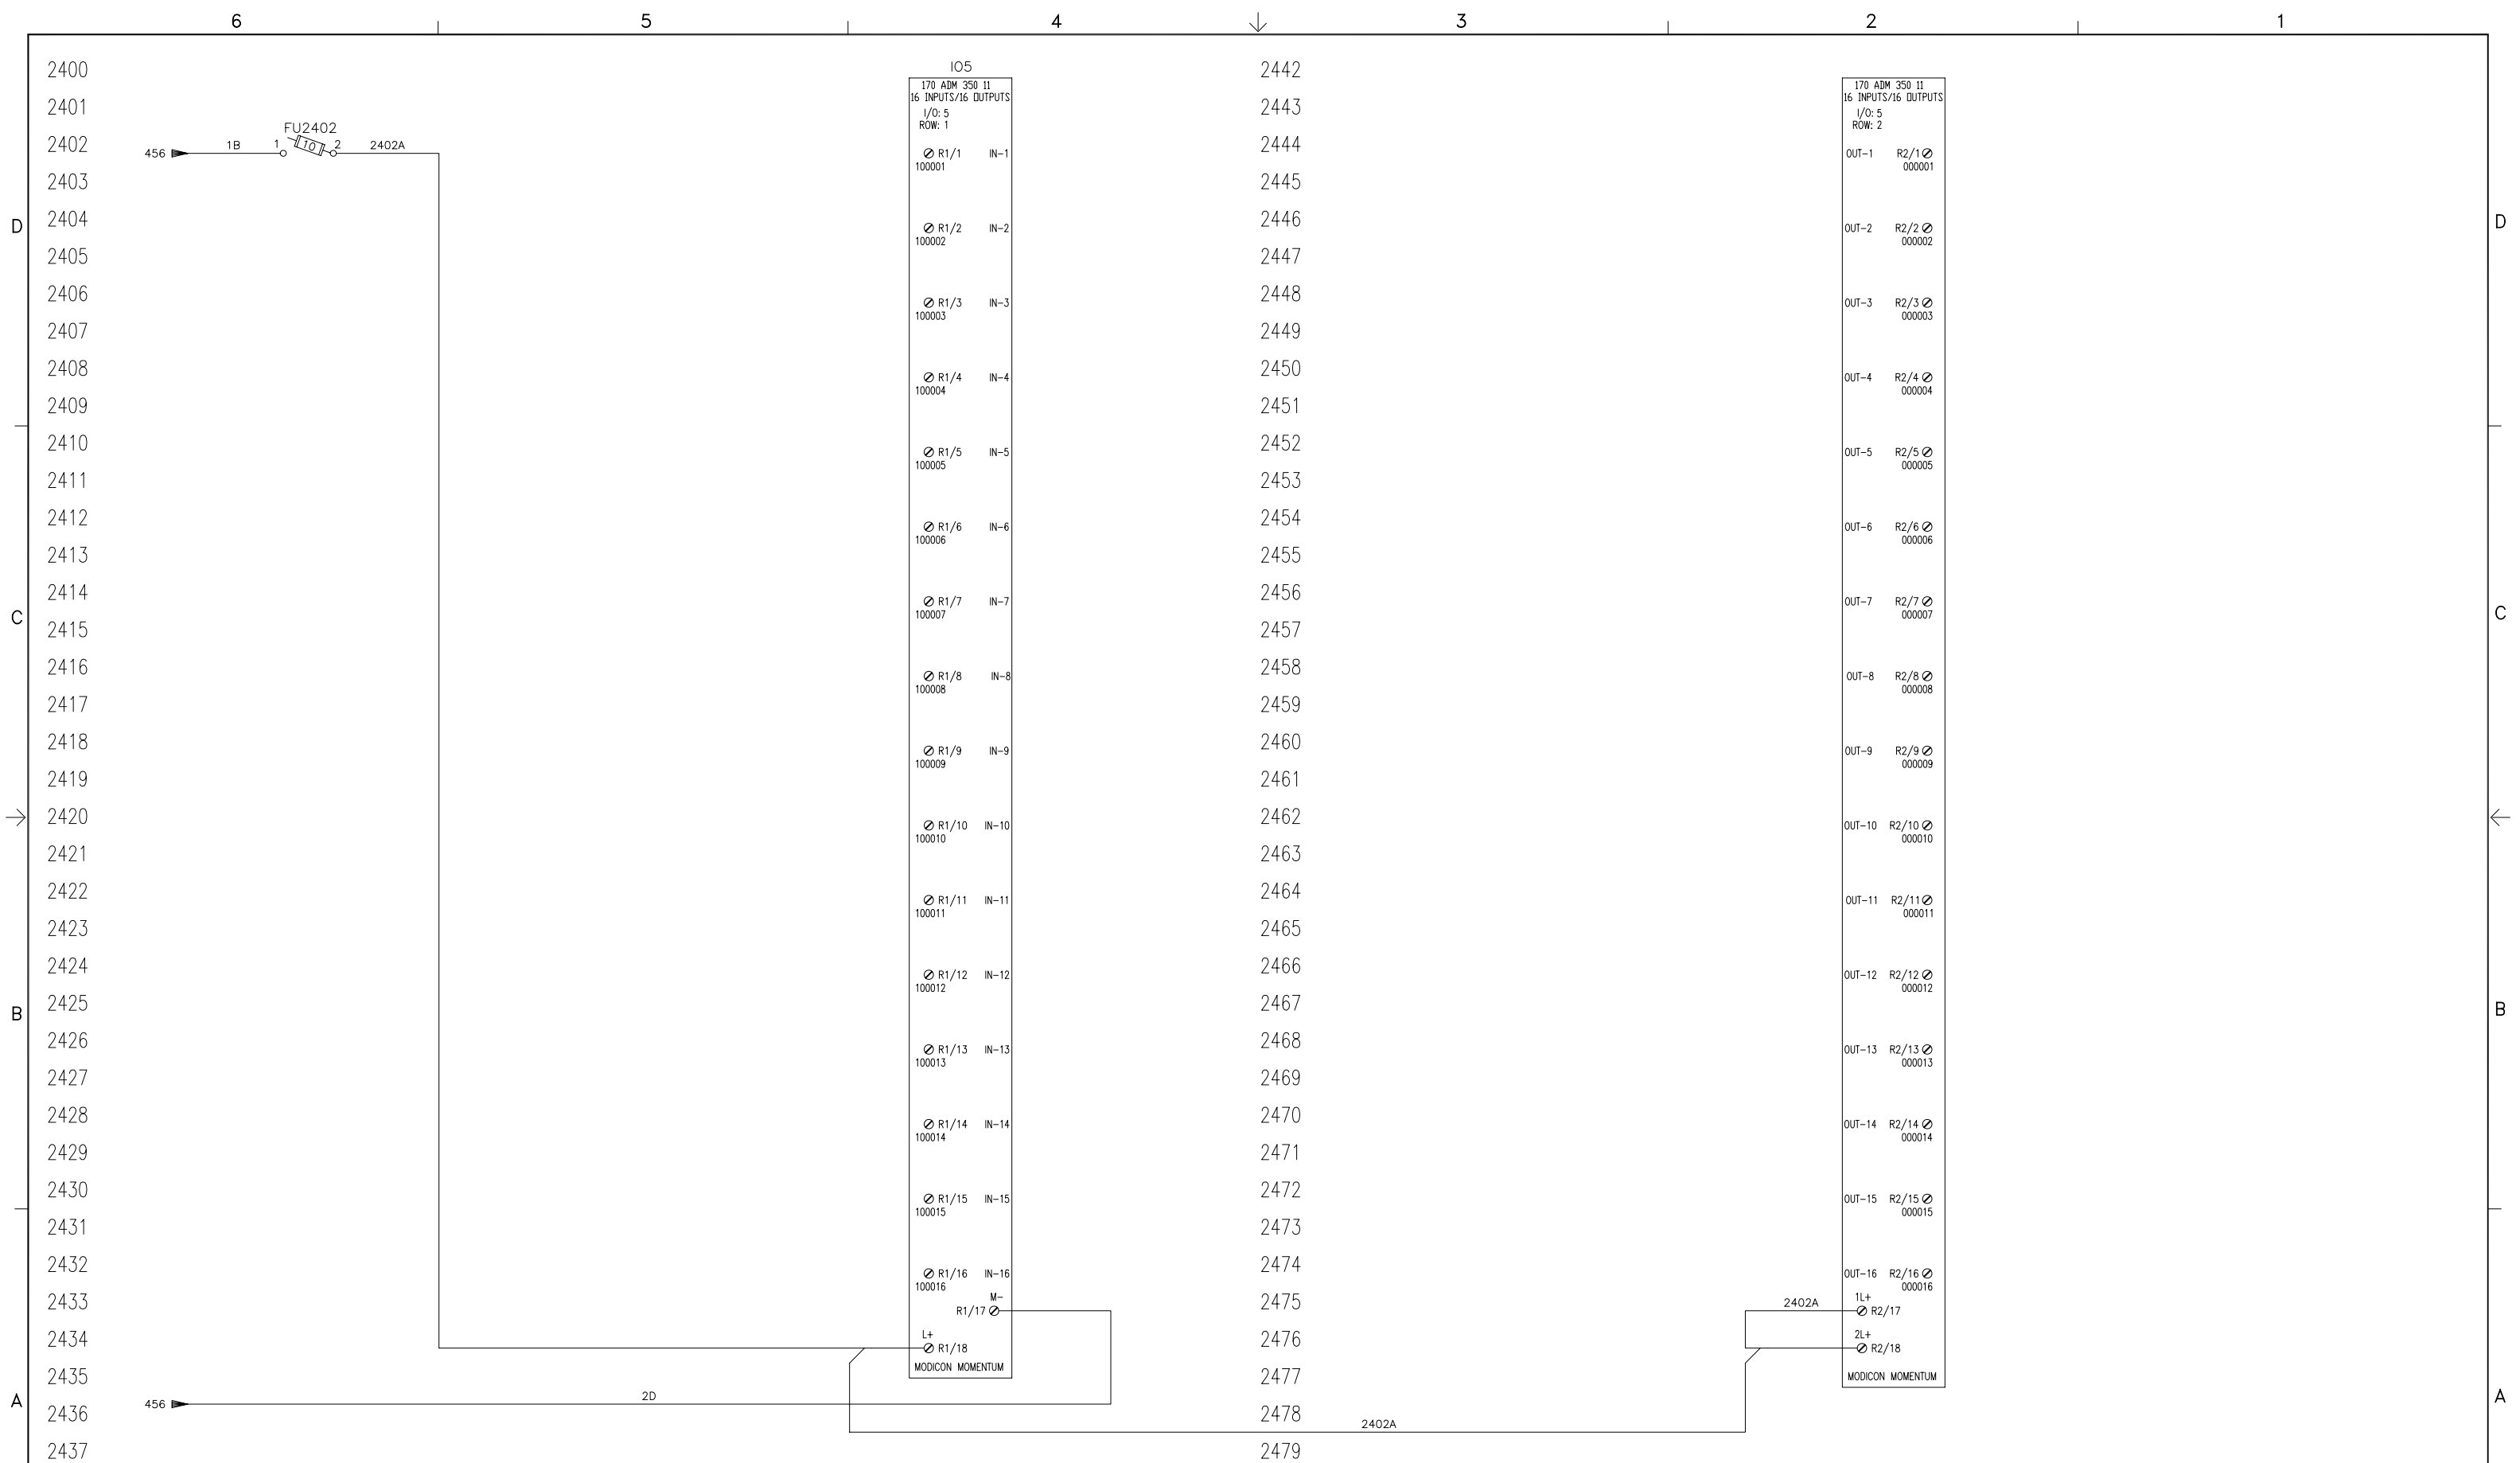 6 5 4 3 2 1
2400
2401
2402
2403
2404
2405
2406
2407
2408
2409
2410
2411
2412
2413
2414
2415
2416
2417
2418
2419
2420
2421
2422
2423
2424
2425
2426
2427
2428
2429
2430
2431
2432
2433
2434
2435
2436
2437
D
C
B
A
FU2402
456 1B 1 10 2 2402A
456 2D
2402A
I05
170 ADM 350 11
16 INPUTS/16 OUTPUTS
I/O: 5
ROW: 1
R1/1 IN-1
100001
R1/2 IN-2
100002
R1/3 IN-3
100003
R1/4 IN-4
100004
R1/5 IN-5
100005
R1/6 IN-6
100006
R1/7 IN-7
100007
R1/8 IN-8
100008
R1/9 IN-9
100009
R1/10 IN-10
100010
R1/11 IN-11
100011
R1/12 IN-12
100012
R1/13 IN-13
100013
R1/14 IN-14
100014
R1/15 IN-15
100015
R1/16 IN-16
100016
M-
R1/17
L+
R1/18
MODICON MOMENTUM
2442
2443
2444
2445
2446
2447
2448
2449
2450
2451
2452
2453
2454
2455
2456
2457
2458
2459
2460
2461
2462
2463
2464
2465
2466
2467
2468
2469
2470
2471
2472
2473
2474
2475
2476
2477
2478
2479
170 ADM 350 11
16 INPUTS/16 OUTPUTS
I/O: 5
ROW: 2
OUT-1 R2/1
000001
OUT-2 R2/2
000002
OUT-3 R2/3
000003
OUT-4 R2/4
000004
OUT-5 R2/5
000005
OUT-6 R2/6
000006
OUT-7 R2/7
000007
OUT-8 R2/8
000008
OUT-9 R2/9
000009
OUT-10 R2/10
000010
OUT-11 R2/11
000011
OUT-12 R2/12
000012
OUT-13 R2/13
000013
OUT-14 R2/14
000014
OUT-15 R2/15
000015
OUT-16 R2/16
000016
1L+
2402A R2/17
2L+
R2/18
MODICON MOMENTUM
D
C
B
A